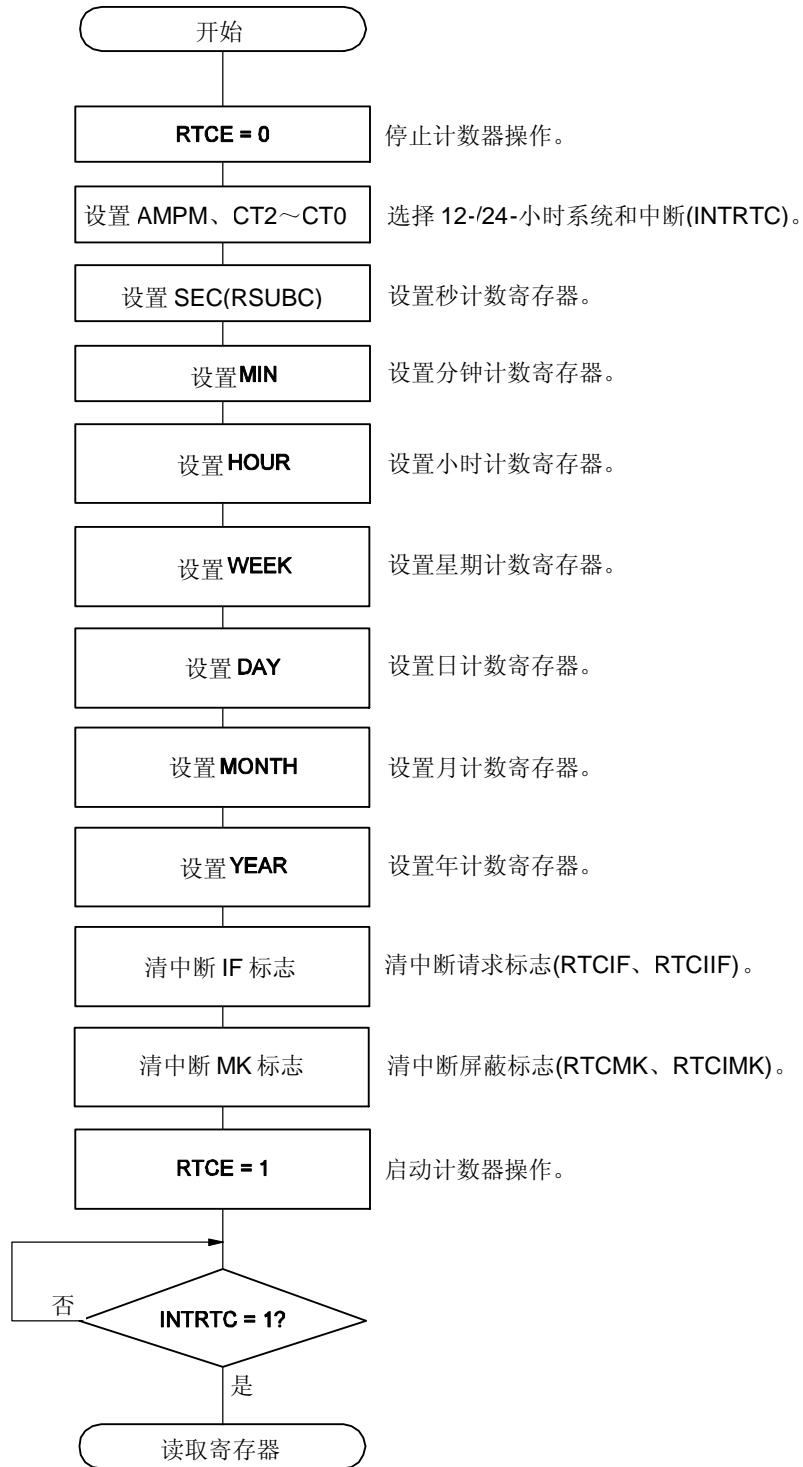 开始
RTCE = 0 停止计数器操作。
设置 AMPM、CT2～CT0 选择 12-/24-小时系统和中断(INTRTC)。
设置 SEC(RSUBC) 设置秒计数寄存器。
设置MIN 设置分钟计数寄存器。
设置HOUR 设置小时计数寄存器。
设置WEEK 设置星期计数寄存器。
设置DAY 设置日计数寄存器。
设置MONTH 设置月计数寄存器。
设置YEAR 设置年计数寄存器。
清中断 IF 标志 清中断请求标志(RTCIF、RTCIIF)。
清中断 MK 标志 清中断屏蔽标志(RTCMK、RTCIMK)。
RTCE = 1 启动计数器操作。
否 INTRTC = 1?
是
读取寄存器